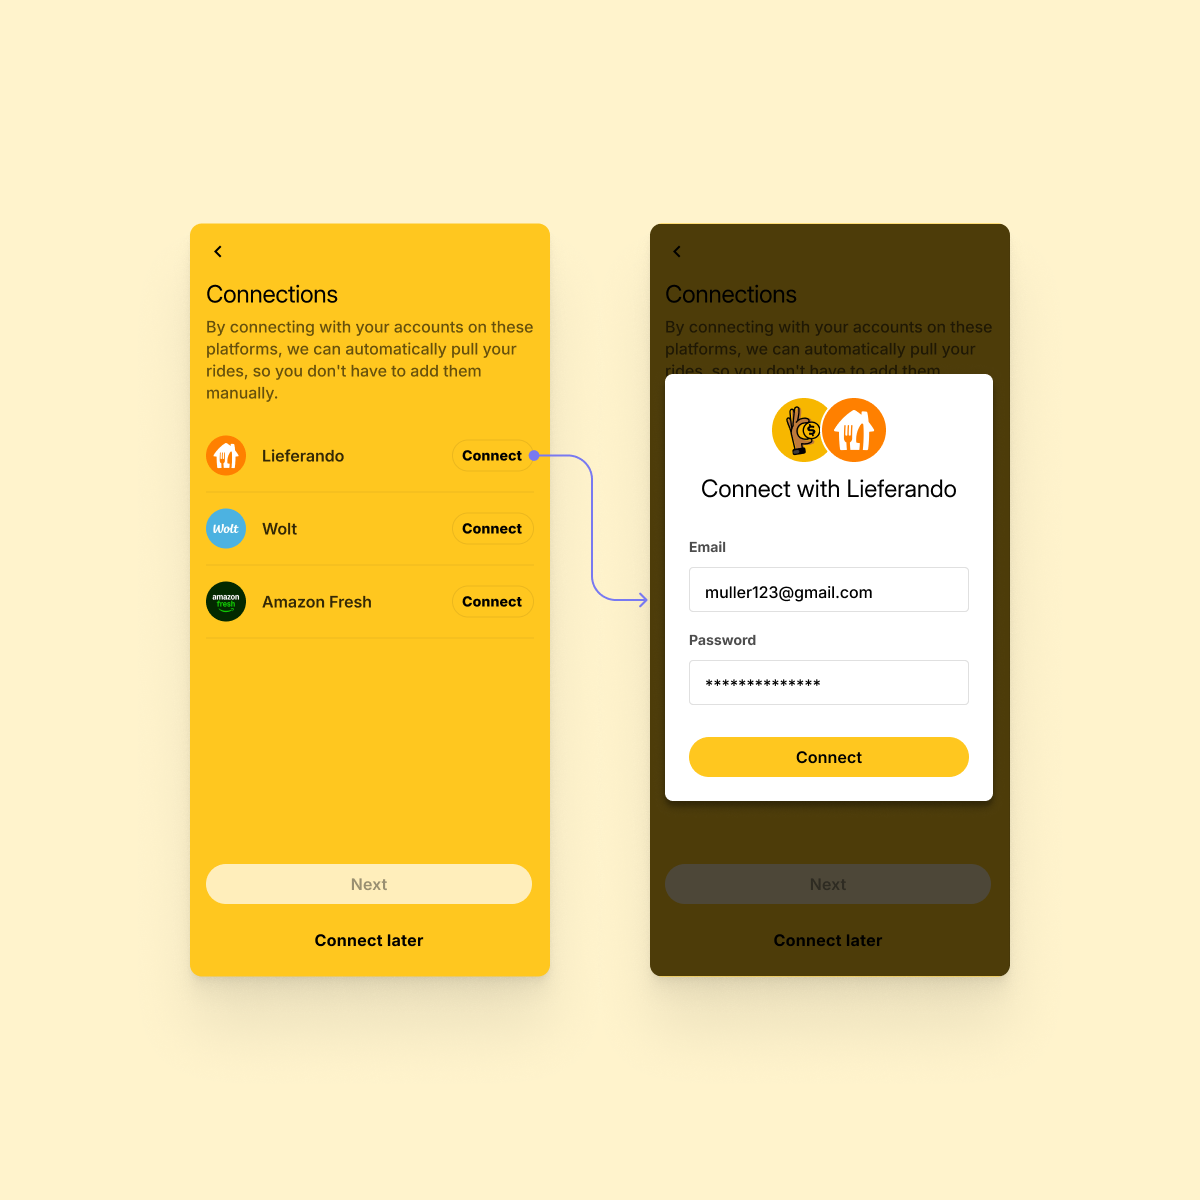 Connections
By connecting with your accounts on these
platforms, we can automatically pull your
rides, so you don't have to add them
manually.
Lieferando
Connect
Wolt
Wolt
Connect
amazon
fresh
Amazon Fresh
Connect
Next
Connect later
Connections
By connecting with your accounts on these
platforms, we can automatically pull your
rides, so you don't have to add them
$
Connect with Lieferando
Email
muller123@gmail.com
Password
**************
Connect
Next
Connect later